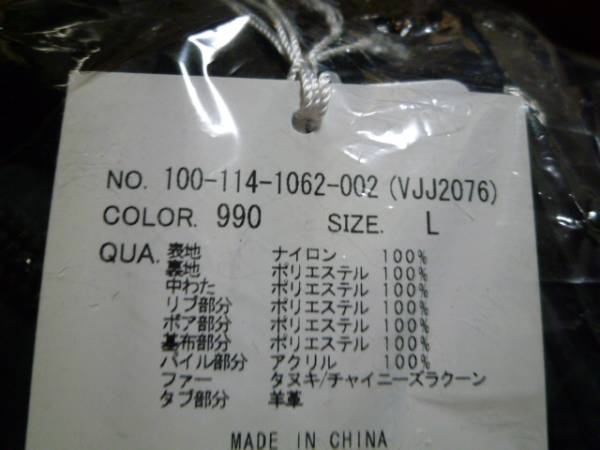 NO. 100-114-1062-002 (VJJ2076)
COLOR. 990 SIZE. L
QUA. 表地 ナイロン 100%
裏地 ポリエステル 100%
中わた ポリエステル 100%
リブ部分 ポリエステル 100%
ボア部分 ポリエステル 100%
基布部分 ポリエステル 100%
パイル部分 アクリル 100%
ファー タヌキ/チャイニーズラクーン
タブ部分 羊革
MADE IN CHINA